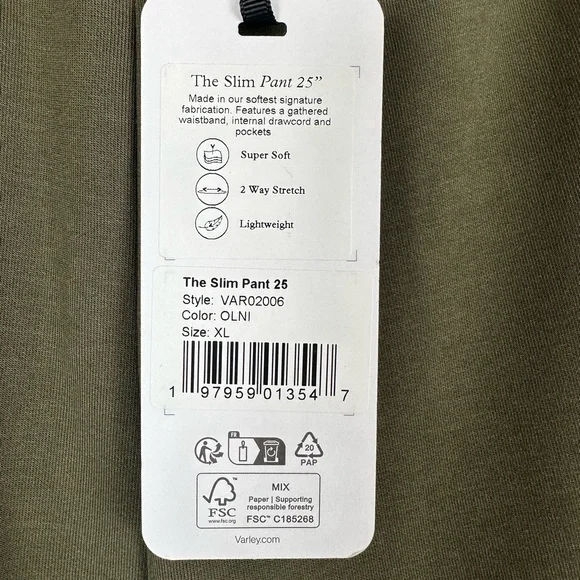 The Slim Pant 25”
Made in our softest signature
fabrication. Features a gathered
waistband, internal drawcord and
pockets
Super Soft
2 Way Stretch
Lightweight
The Slim Pant 25
Style: VAR02006
Color: OLNI
Size: XL
1 97959 01354 7
FR
20
PAP
FSC™
www.fsc.org
MIX
Paper | Supporting
responsible forestry
FSC™ C185268
Varley.com